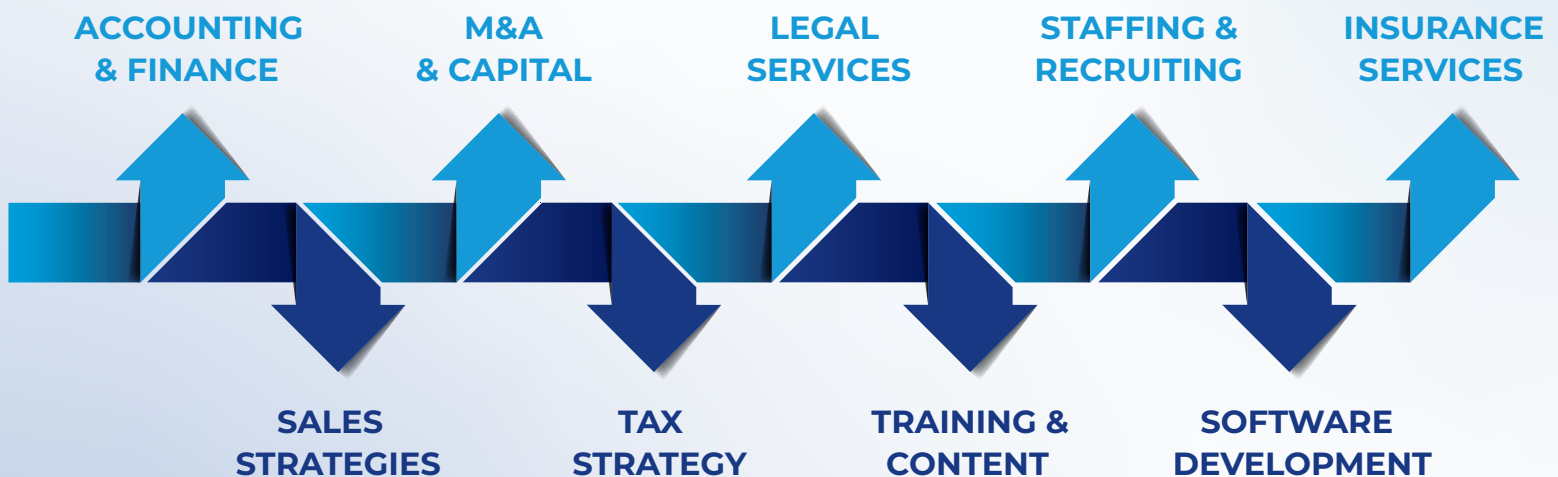 ACCOUNTING
& FINANCE
M&A
& CAPITAL
LEGAL
SERVICES
STAFFING &
RECRUITING
INSURANCE
SERVICES
SALES
STRATEGIES
TAX
STRATEGY
TRAINING &
CONTENT
SOFTWARE
DEVELOPMENT